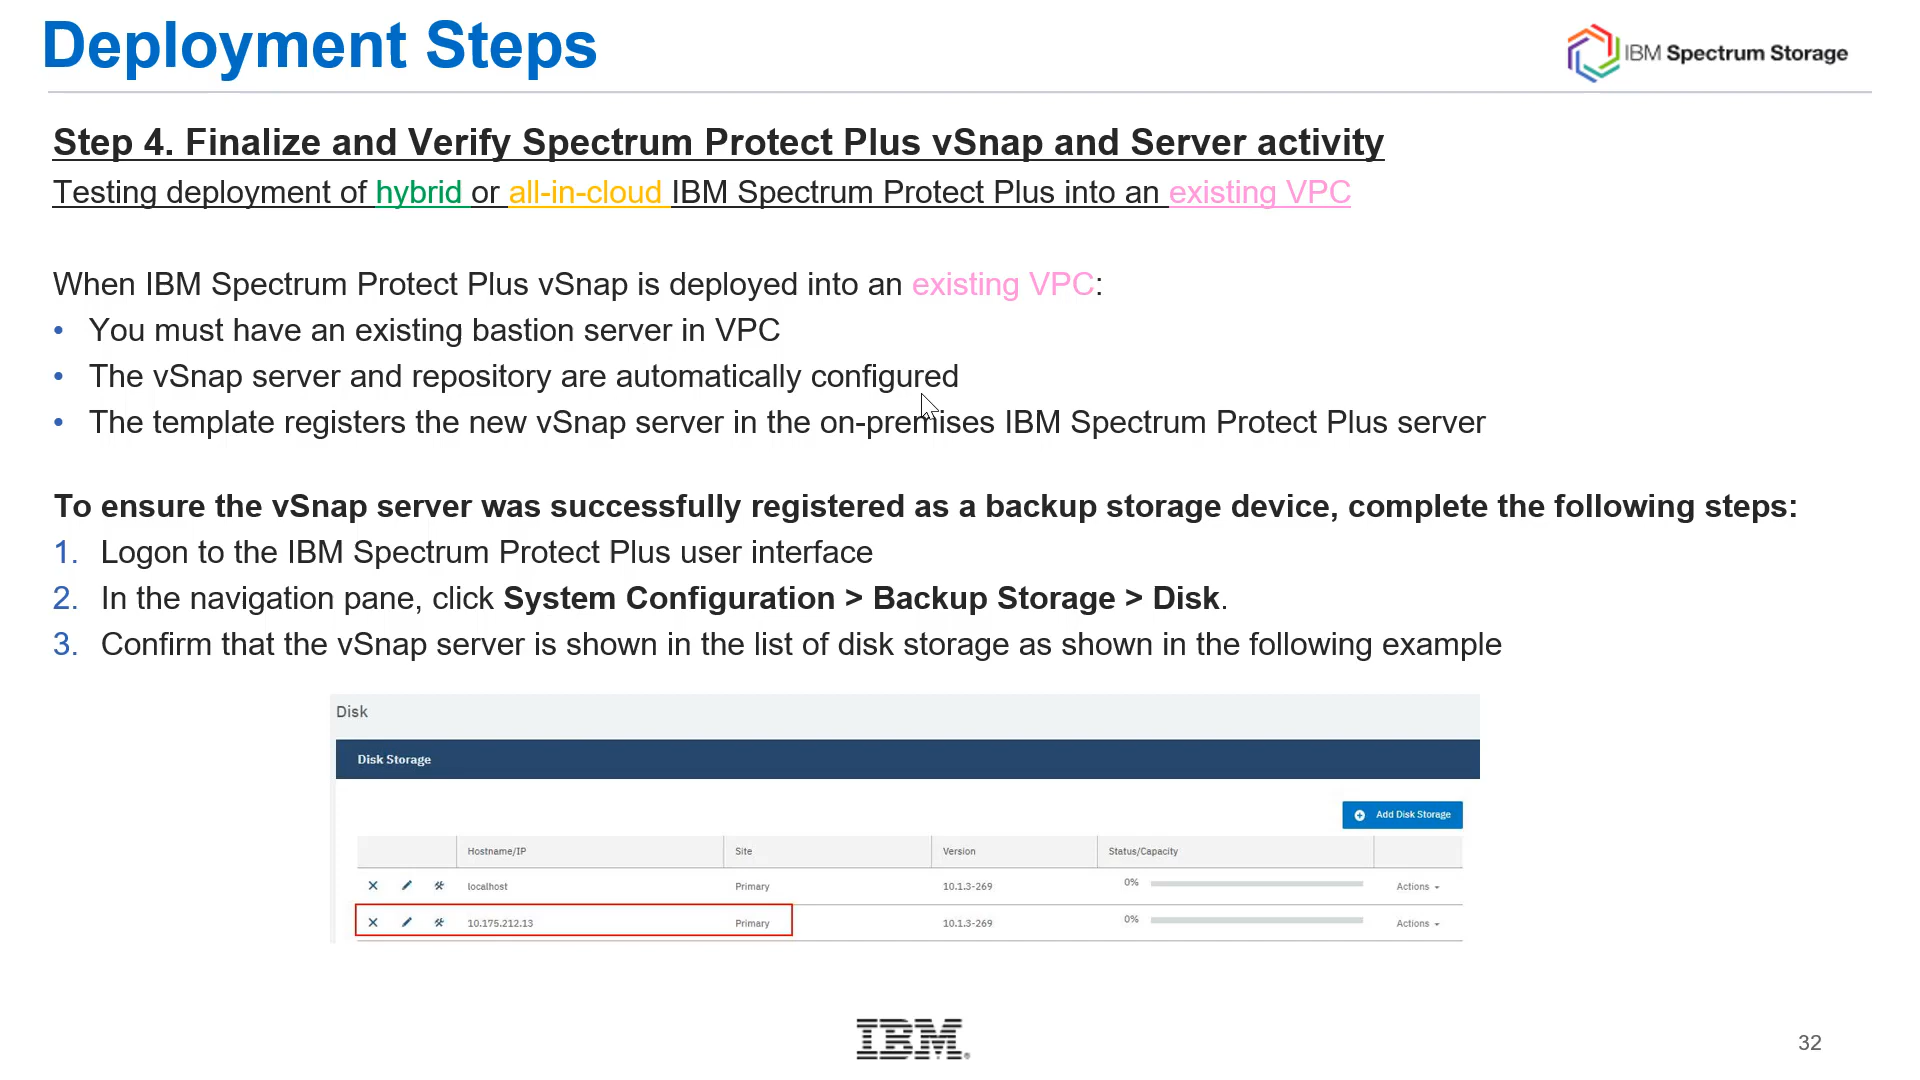 Deployment Steps
IBM Spectrum Storage
Step 4. Finalize and Verify Spectrum Protect Plus vSnap and Server activity
Testing deployment of hybrid or all-in-cloud IBM Spectrum Protect Plus into an existing VPC
When IBM Spectrum Protect Plus vSnap is deployed into an existing VPC:
• You must have an existing bastion server in VPC
• The vSnap server and repository are automatically configured
• The template registers the new vSnap server in the on-premises IBM Spectrum Protect Plus server
To ensure the vSnap server was successfully registered as a backup storage device, complete the following steps:
1. Logon to the IBM Spectrum Protect Plus user interface
2. In the navigation pane, click System Configuration > Backup Storage > Disk.
3. Confirm that the vSnap server is shown in the list of disk storage as shown in the following example
Disk
Disk Storage
Add Disk Storage
Hostname/IP Site Version Status/Capacity
localhost Primary 10.1.3-269 0% Actions
10.175.212.13 Primary 10.1.3-269 0% Actions
IBM®
32